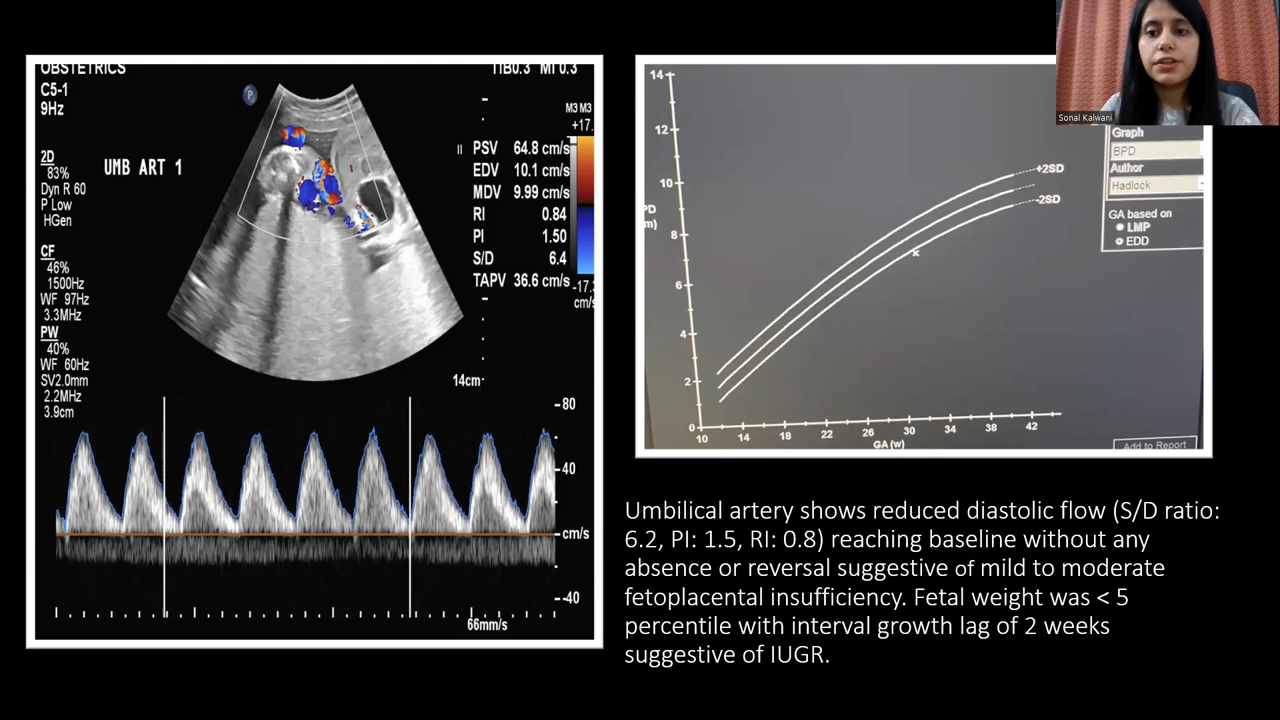 OBSTETRICS
TIB0.3 MI 0.3
C5-1
9Hz
P
M3 M3
+17.
2D
83%
Dyn R 60
P Low
HGen
UMB ART 1
PSV 64.8 cm/s
EDV 10.1 cm/s
MDV 9.99 cm/s
RI 0.84
PI 1.50
S/D 6.4
TAPV 36.6 cm/s
-17.
cm/s
CF
46%
1500Hz
WF 97Hz
3.3MHz
PW
40%
WF 60Hz
SV2.0mm
2.2MHz
3.9cm
14cm
80
40
cm/s
-40
66mm/s
14
12
10
8
6
4
2
0
10 14 18 22 26 30 34 38 42
GA (w)
+2SD
-2SD
Graph
BPD
Author
Hadlock
GA based on
LMP
EDD
Add to Report
Sonal Kalwani
Umbilical artery shows reduced diastolic flow (S/D ratio:
6.2, PI: 1.5, RI: 0.8) reaching baseline without any
absence or reversal suggestive of mild to moderate
fetoplacental insufficiency. Fetal weight was < 5
percentile with interval growth lag of 2 weeks
suggestive of IUGR.